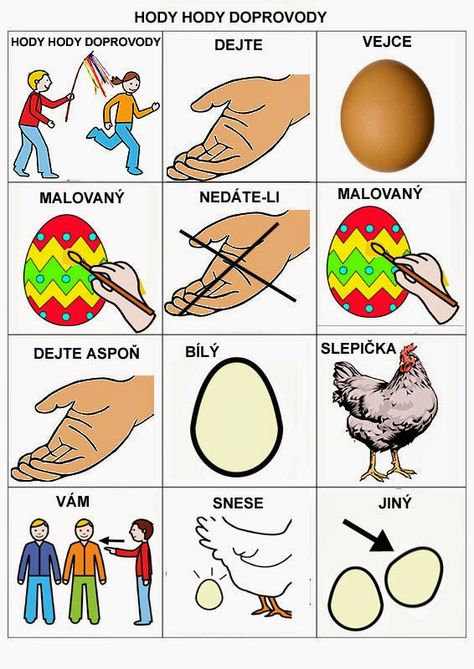 HODY HODY DOPROVODY
HODY HODY DOPROVODY
DEJTE
VEJCE
MALOVANÝ
NEDÁTE-LI
MALOVANÝ
DEJTE ASPOŇ
BÍLÝ
SLEPIČKA
VÁM
SNESE
JINÝ